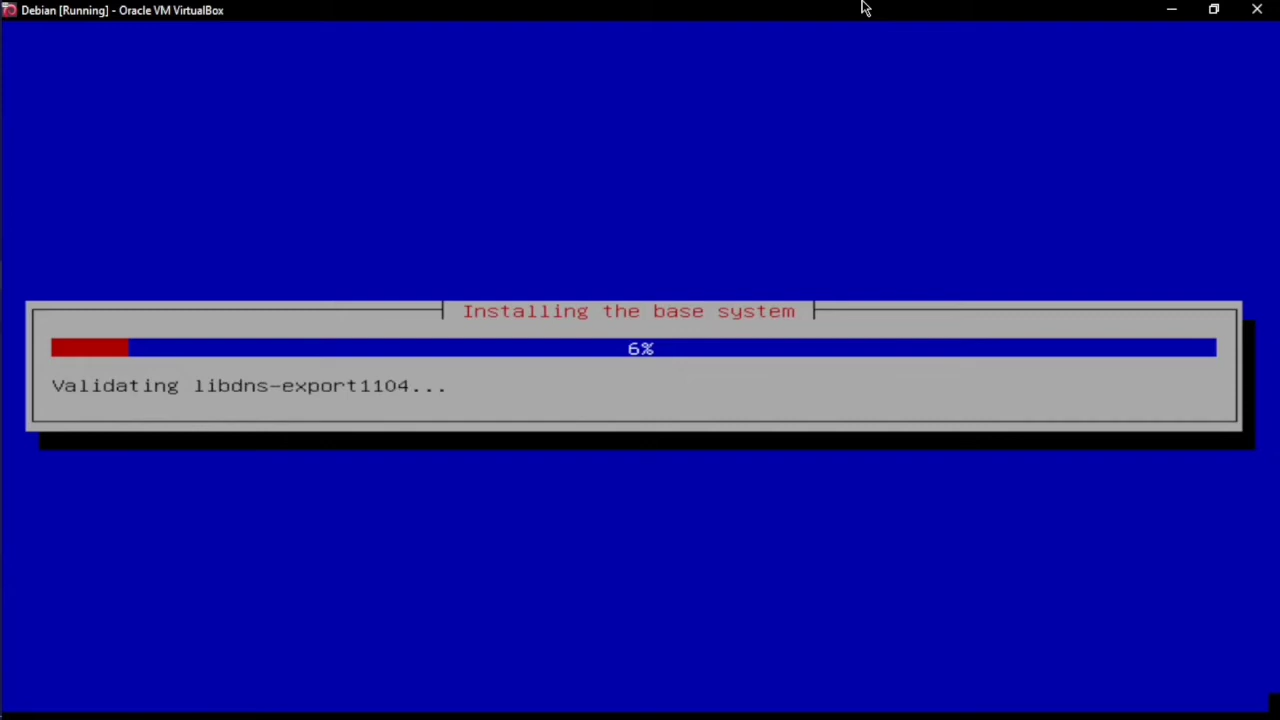 Debian [Running] - Oracle VM VirtualBox
Installing the base system
6%
Validating libdns-export1104...